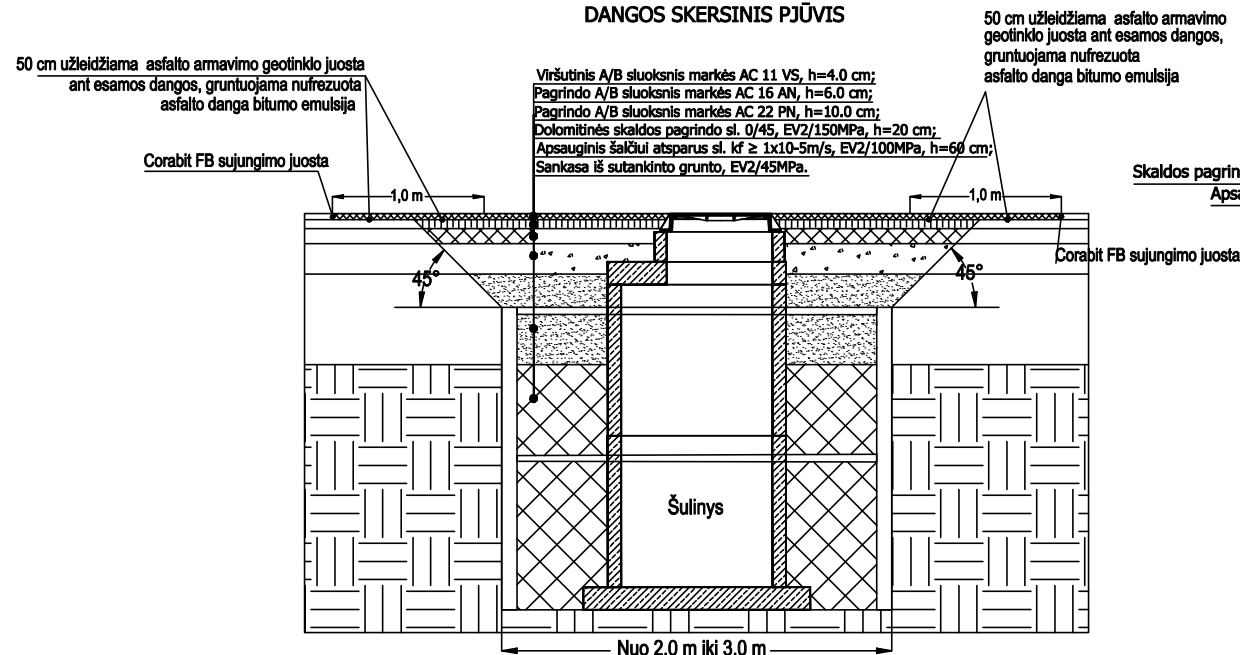 DANGOS SKERSINIS PJŪVIS
50 cm užleidžiama asfalto armavimo geotinklo juosta
ant esamos dangos, gruntuojama nufrezuota
asfalto danga bitumo emulsija
50 cm užleidžiama asfalto armavimo
geotinklo juosta ant esamos dangos,
gruntuojama nufrezuota
asfalto danga bitumo emulsija
Viršutinis A/B sluoksnis markės AC 11 VS, h=4.0 cm;
Pagrindo A/B sluoksnis markės AC 16 AN, h=6.0 cm;
Pagrindo A/B sluoksnis markės AC 22 PN, h=10.0 cm;
Dolomitinės skaldos pagrindo sl. 0/45, EV2/150MPa, h=20 cm;
Apsauginis šalčiui atsparus sl. kf ≥ 1x10-5m/s, EV2/100MPa, h=60 cm;
Sankasa iš sutankinto grunto, EV2/45MPa.
Corabit FB sujungimo juosta
Skaldos pagrin
Apsa
1,0 m
1,0 m
Corabit FB sujungimo juosta
45°
45°
Šulinys
Nuo 2.0 m iki 3.0 m